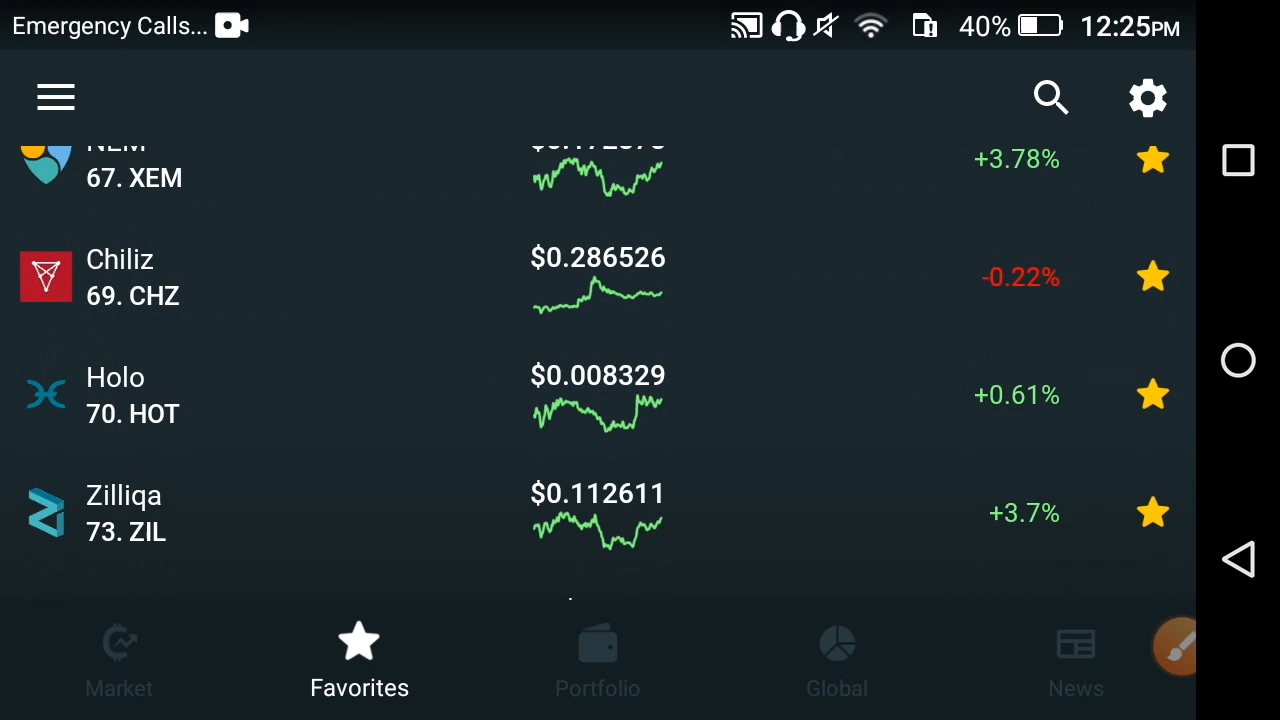 Emergency Calls...
40% 12:25PM
67. XEM
+3.78%
Chiliz
69. CHZ
$0.286526
-0.22%
Holo
70. HOT
$0.008329
+0.61%
Zilliqa
73. ZIL
$0.112611
+3.7%
Market
Favorites
Portfolio
Global
News